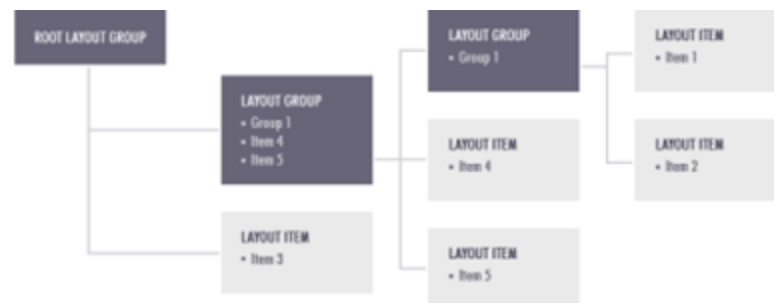 ROOT LAYOUT GROUP
LAYOUT GROUP
• Group 1
• Item 4
• Item 5
LAYOUT ITEM
• Item 3
LAYOUT GROUP
• Group 1
LAYOUT ITEM
• Item 4
LAYOUT ITEM
• Item 5
LAYOUT ITEM
• Item 1
LAYOUT ITEM
• Item 2